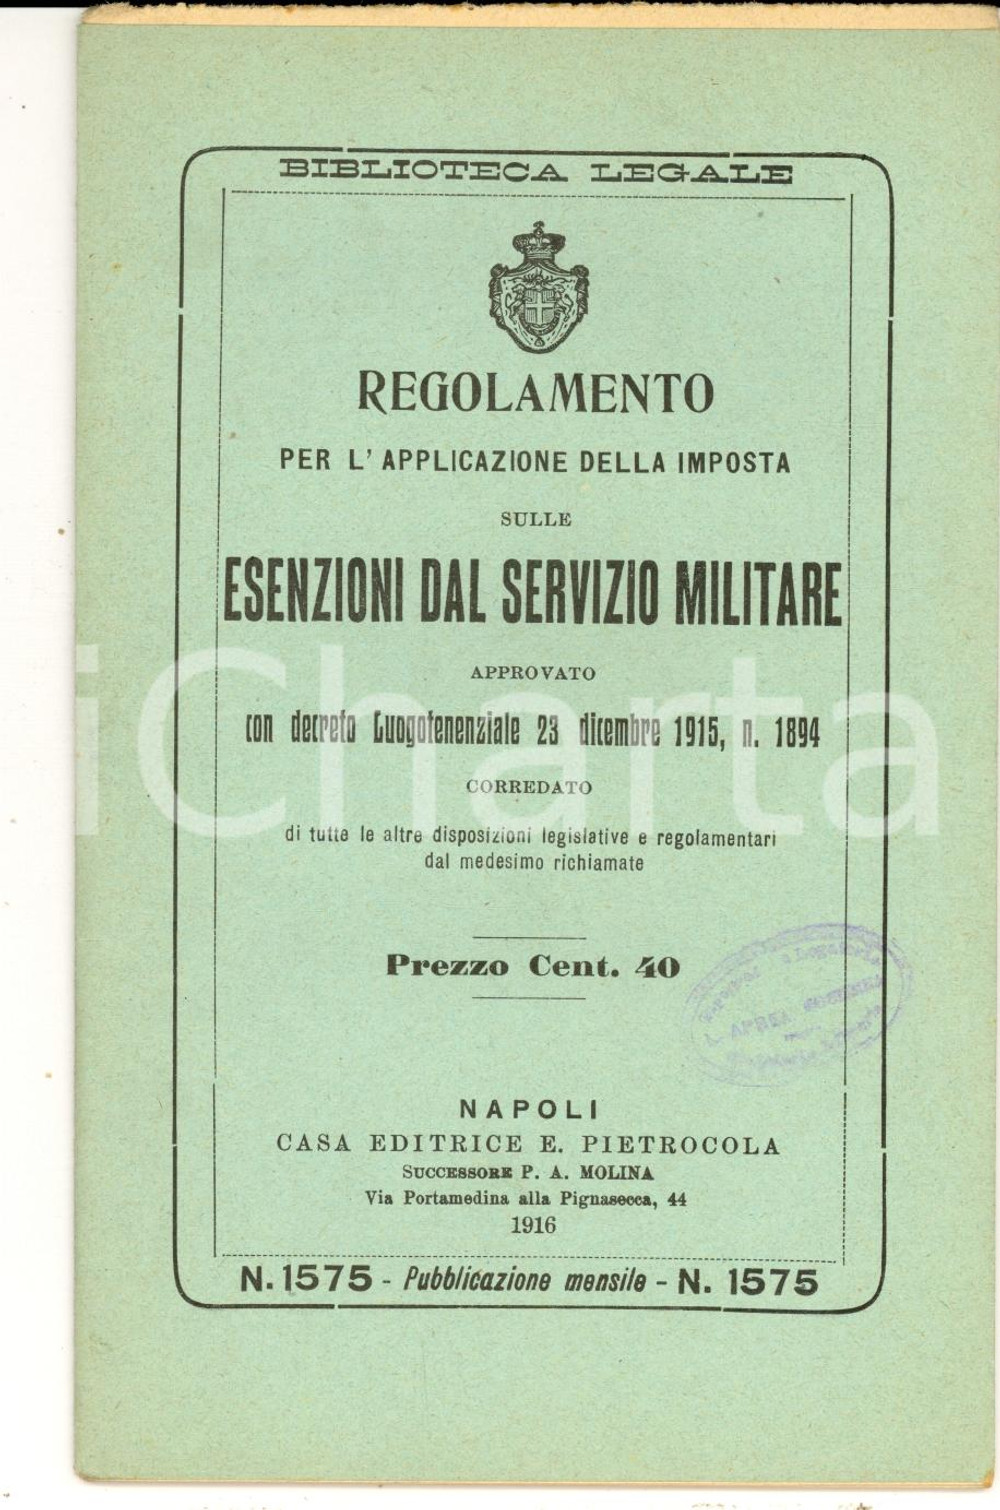 BIBLIOTECA LEGALE
REGOLAMENTO
PER L'APPLICAZIONE DELLA IMPOSTA
SULLE
ESENZIONI DAL SERVIZIO MILITARE
APPROVATO
con decreto Luogotenenziale 23 dicembre 1915, n. 1894
CORREDATO
di tutte le altre disposizioni legislative e regolamentari
dal medesimo richiamate
Prezzo Cent. 40
NAPOLI
CASA EDITRICE E. PIETROCOLA
SUCCESSORE P. A. MOLINA
Via Portamedina alla Pignasecca, 44
1916
N. 1575 - Pubblicazione mensile - N. 1575
iCharta